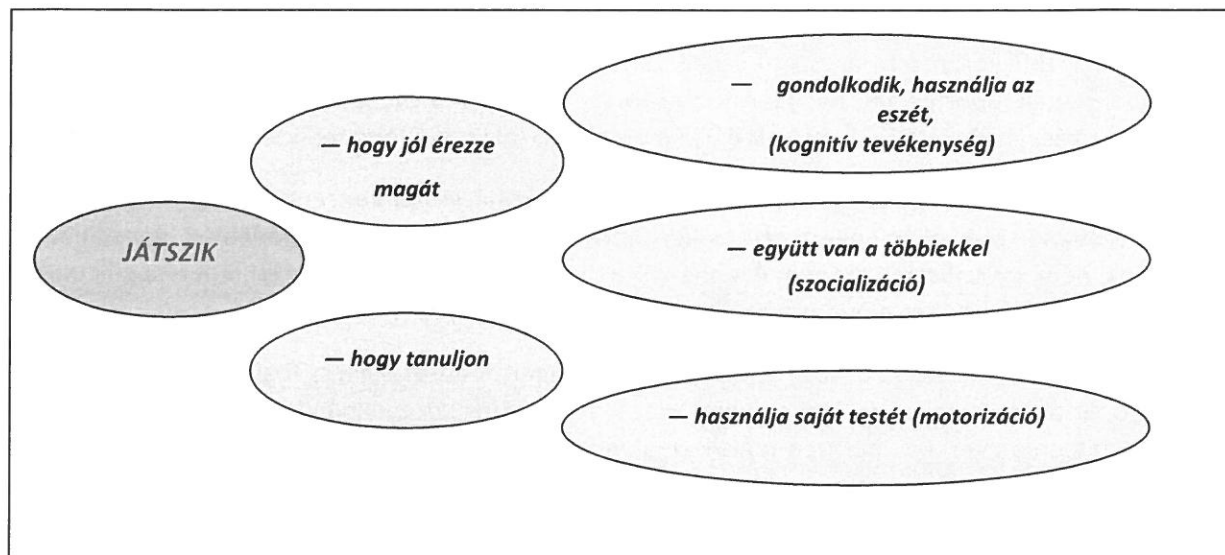 JÁTSZIK
— hogy jól érezze
magát
— hogy tanuljon
— gondolkodik, használja az
eszét,
(kognitív tevékenység)
— együtt van a többiekkel
(szocializáció)
— használja saját testét (motorizáció)